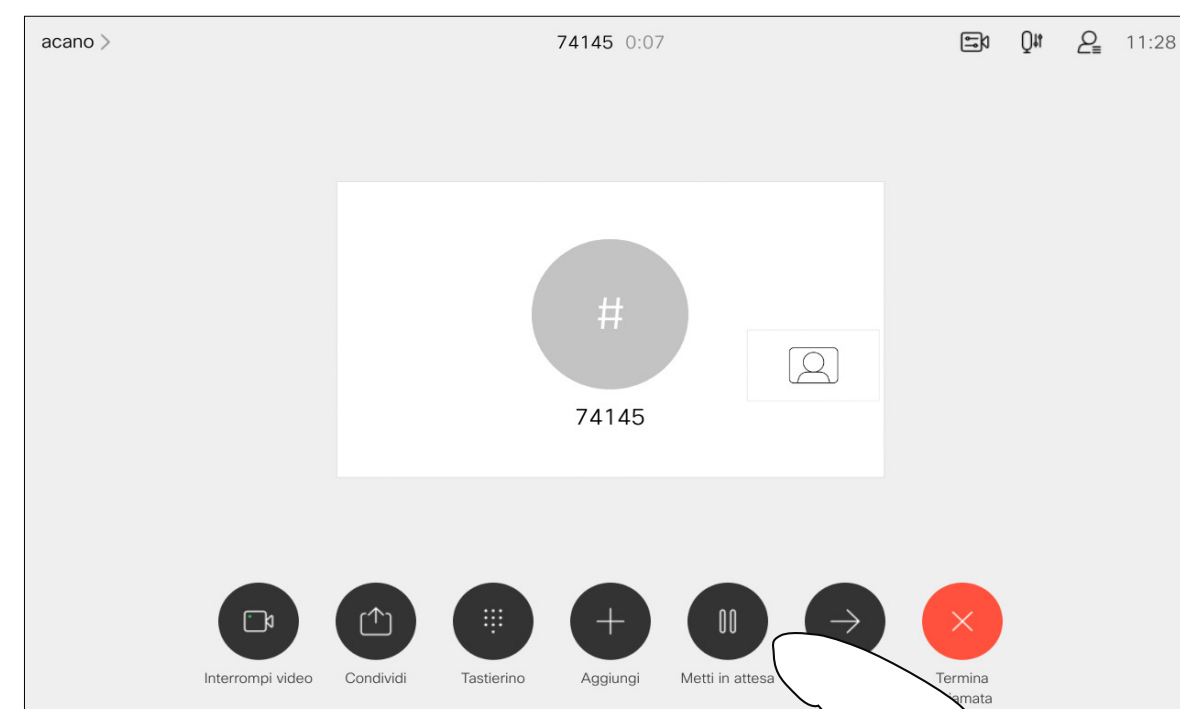 acano
74145 0:07
11:28
#
74145
Interrompi video
Condividi
Tastierino
Aggiungi
Metti in attesa
Termina